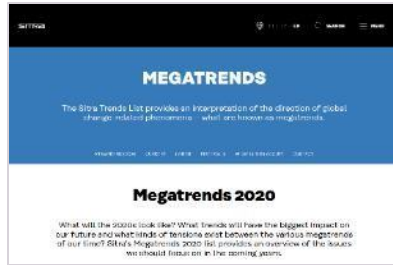 SITRA
SEARCH
MENU
MEGATRENDS
The Sitra Trends List provides an interpretation of the direction of global
change-related phenomena – what are known as megatrends.
Megatrends 2020
What will the 2020s look like? What trends will have the biggest impact on
our future and what kinds of tensions exist between the various megatrends
of our time? Sitra's Megatrends 2020 list provides an overview of the issues
we should focus on in the coming years.